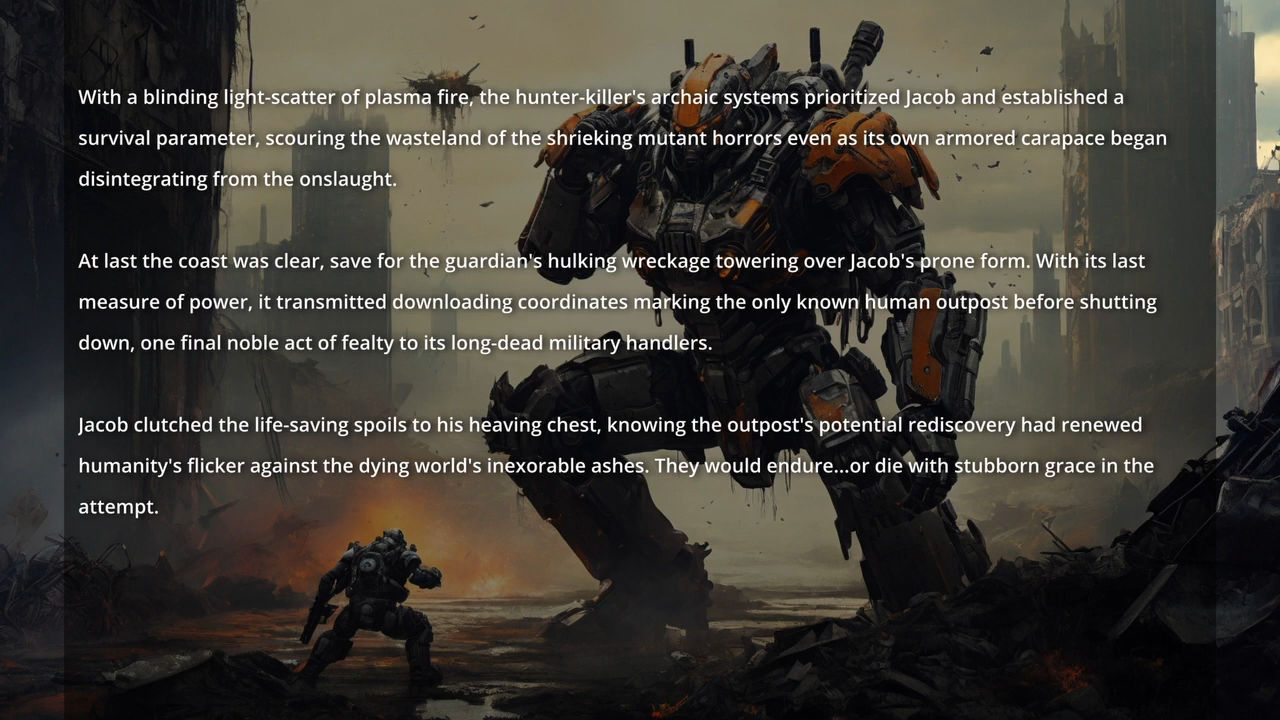 With a blinding light-scatter of plasma fire, the hunter-killer's archaic systems prioritized Jacob and established a
survival parameter, scouring the wasteland of the shrieking mutant horrors even as its own armored carapace began
disintegrating from the onslaught.
At last the coast was clear, save for the guardian's hulking wreckage towering over Jacob's prone form. With its last
measure of power, it transmitted downloading coordinates marking the only known human outpost before shutting
down, one final noble act of fealty to its long-dead military handlers.
Jacob clutched the life-saving spoils to his heaving chest, knowing the outpost's potential rediscovery had renewed
humanity's flicker against the dying world's inexorable ashes. They would endure...or die with stubborn grace in the
attempt.